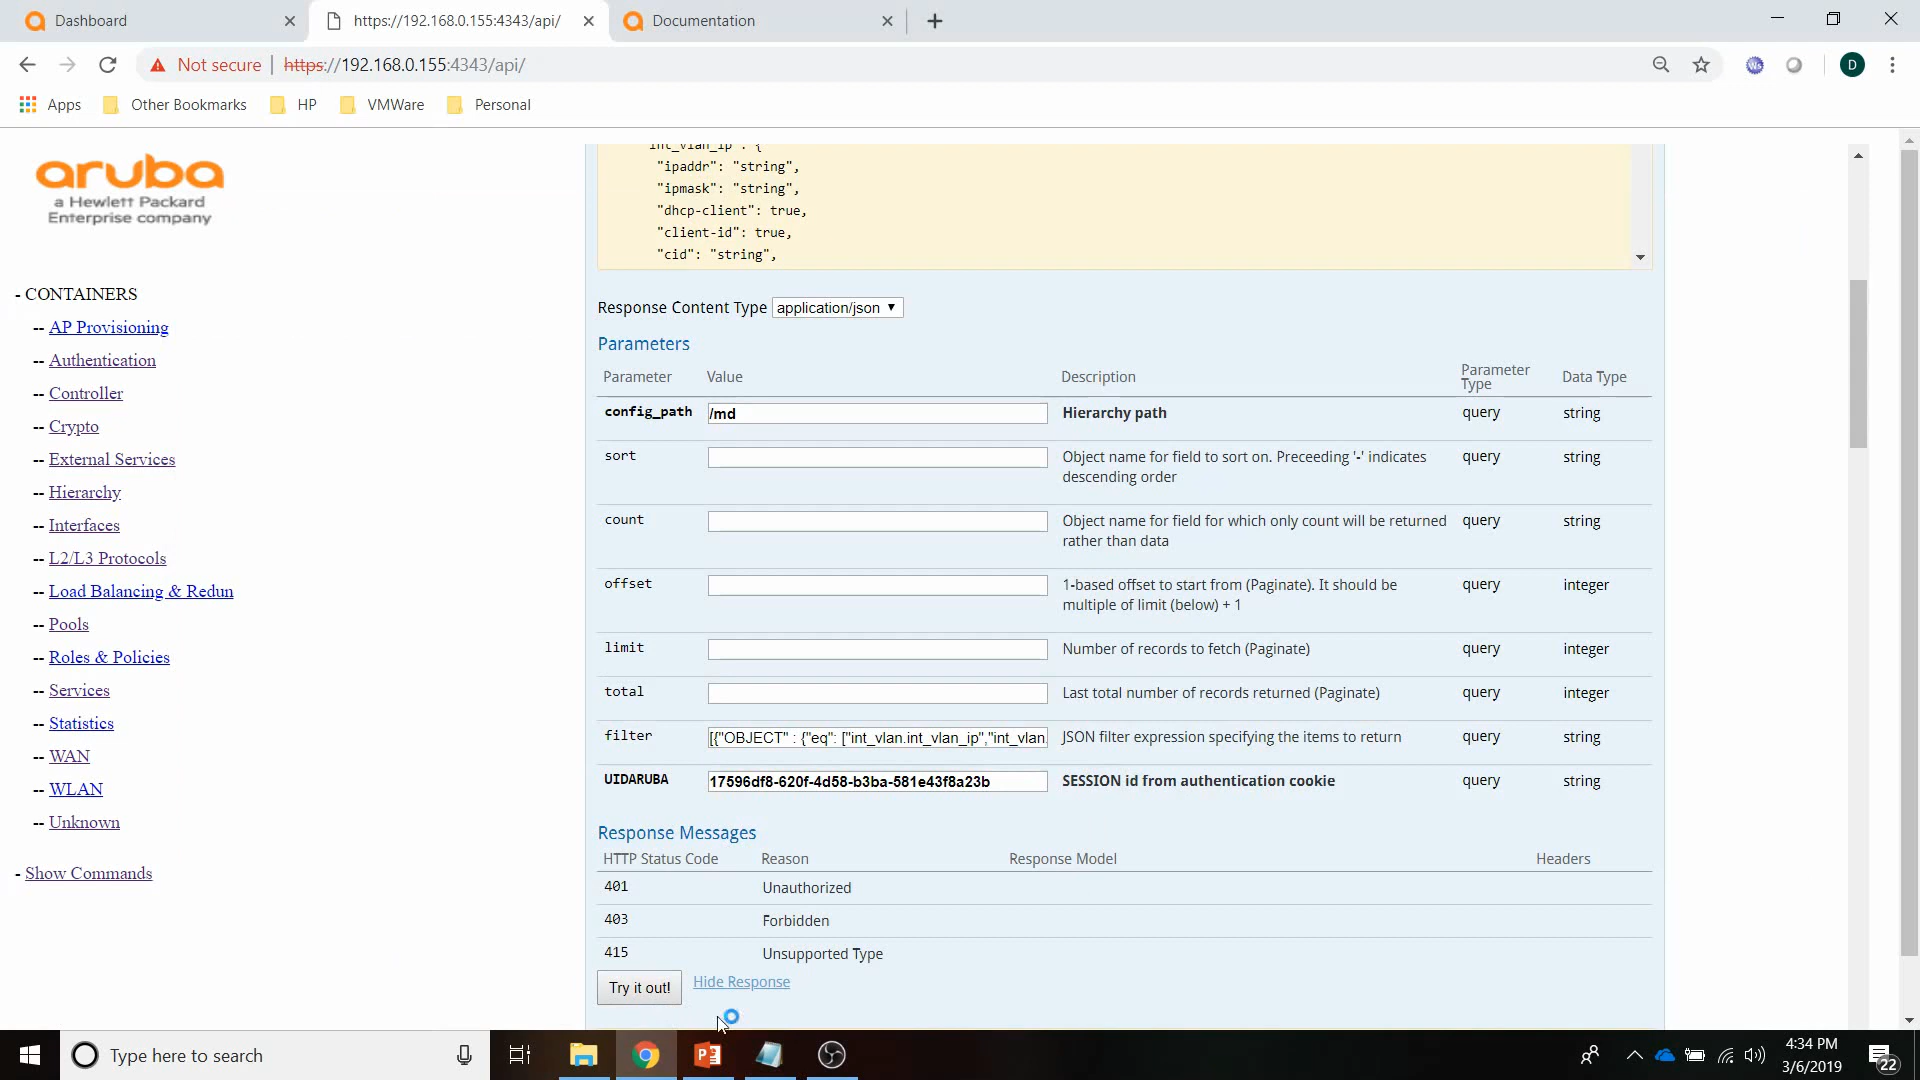 Dashboard
https://192.168.0.155:4343/api/
Documentation
Not secure
https://192.168.0.155:4343/api/
Ws
D
Apps
Other Bookmarks
HP
VMWare
Personal
aruba
a Hewlett Packard
Enterprise company
- CONTAINERS
-- AP Provisioning
-- Authentication
-- Controller
-- Crypto
-- External Services
-- Hierarchy
-- Interfaces
-- L2/L3 Protocols
-- Load Balancing & Redun
-- Pools
-- Roles & Policies
-- Services
-- Statistics
-- WAN
-- WLAN
-- Unknown
- Show Commands
int_vlan_ip : {
"ipaddr": "string",
"ipmask": "string",
"dhcp-client": true,
"client-id": true,
"cid": "string",
Response Content Type application/json
Parameters
Parameter Value Description Parameter Type Data Type
config_path /md Hierarchy path query string
sort Object name for field to sort on. Preceeding '-' indicates query string
descending order
count Object name for field for which only count will be returned query string
rather than data
offset 1-based offset to start from (Paginate). It should be query integer
multiple of limit (below) + 1
limit Number of records to fetch (Paginate) query integer
total Last total number of records returned (Paginate) query integer
filter [{"OBJECT" : {"eq": ["int_vlan.int_vlan_ip","int_vlan. JSON filter expression specifying the items to return query string
UIDARUBA 17596df8-620f-4d58-b3ba-581e43f8a23b SESSION id from authentication cookie query string
Response Messages
HTTP Status Code Reason Response Model Headers
401 Unauthorized
403 Forbidden
415 Unsupported Type
Try it out! Hide Response
Type here to search
4:34 PM
3/6/2019
22